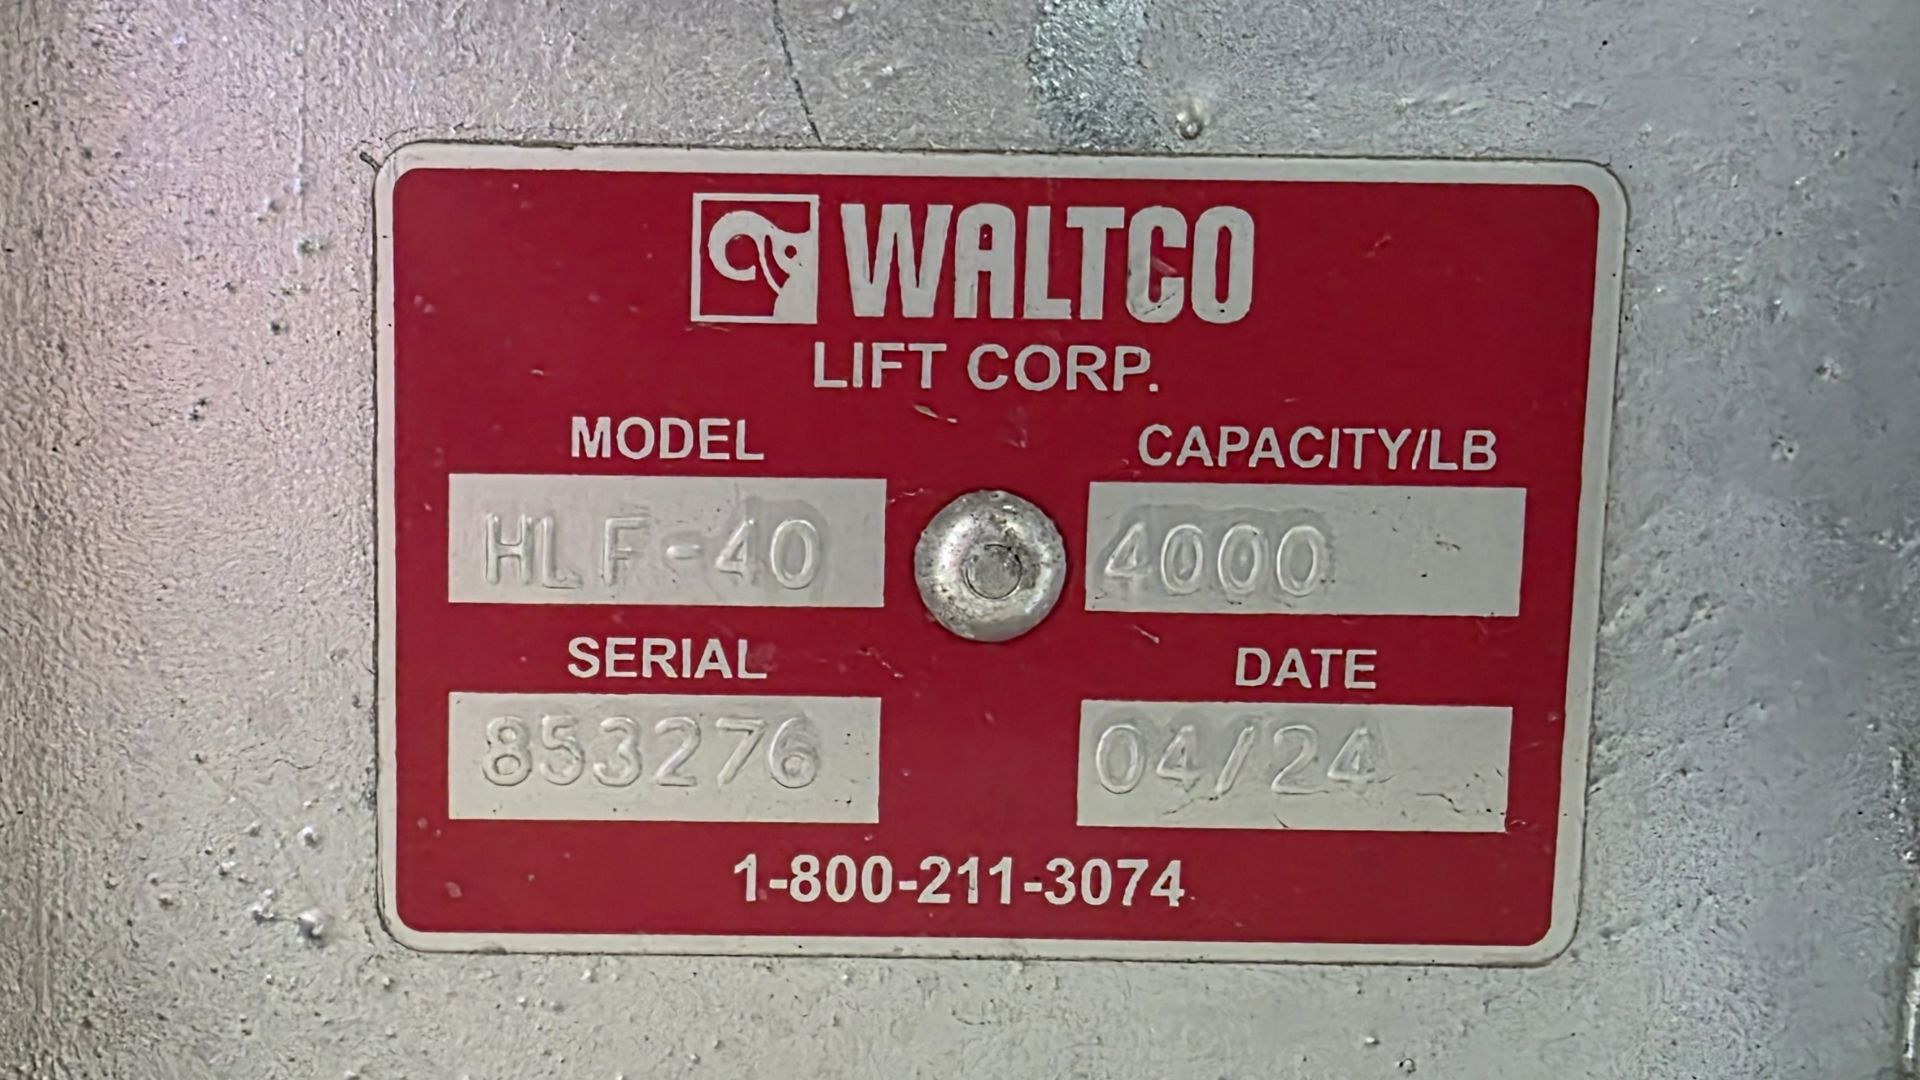 WALTCO
LIFT CORP.
MODEL
HLF-40
CAPACITY/LB
4000
SERIAL
853276
DATE
04/24
1-800-211-3074